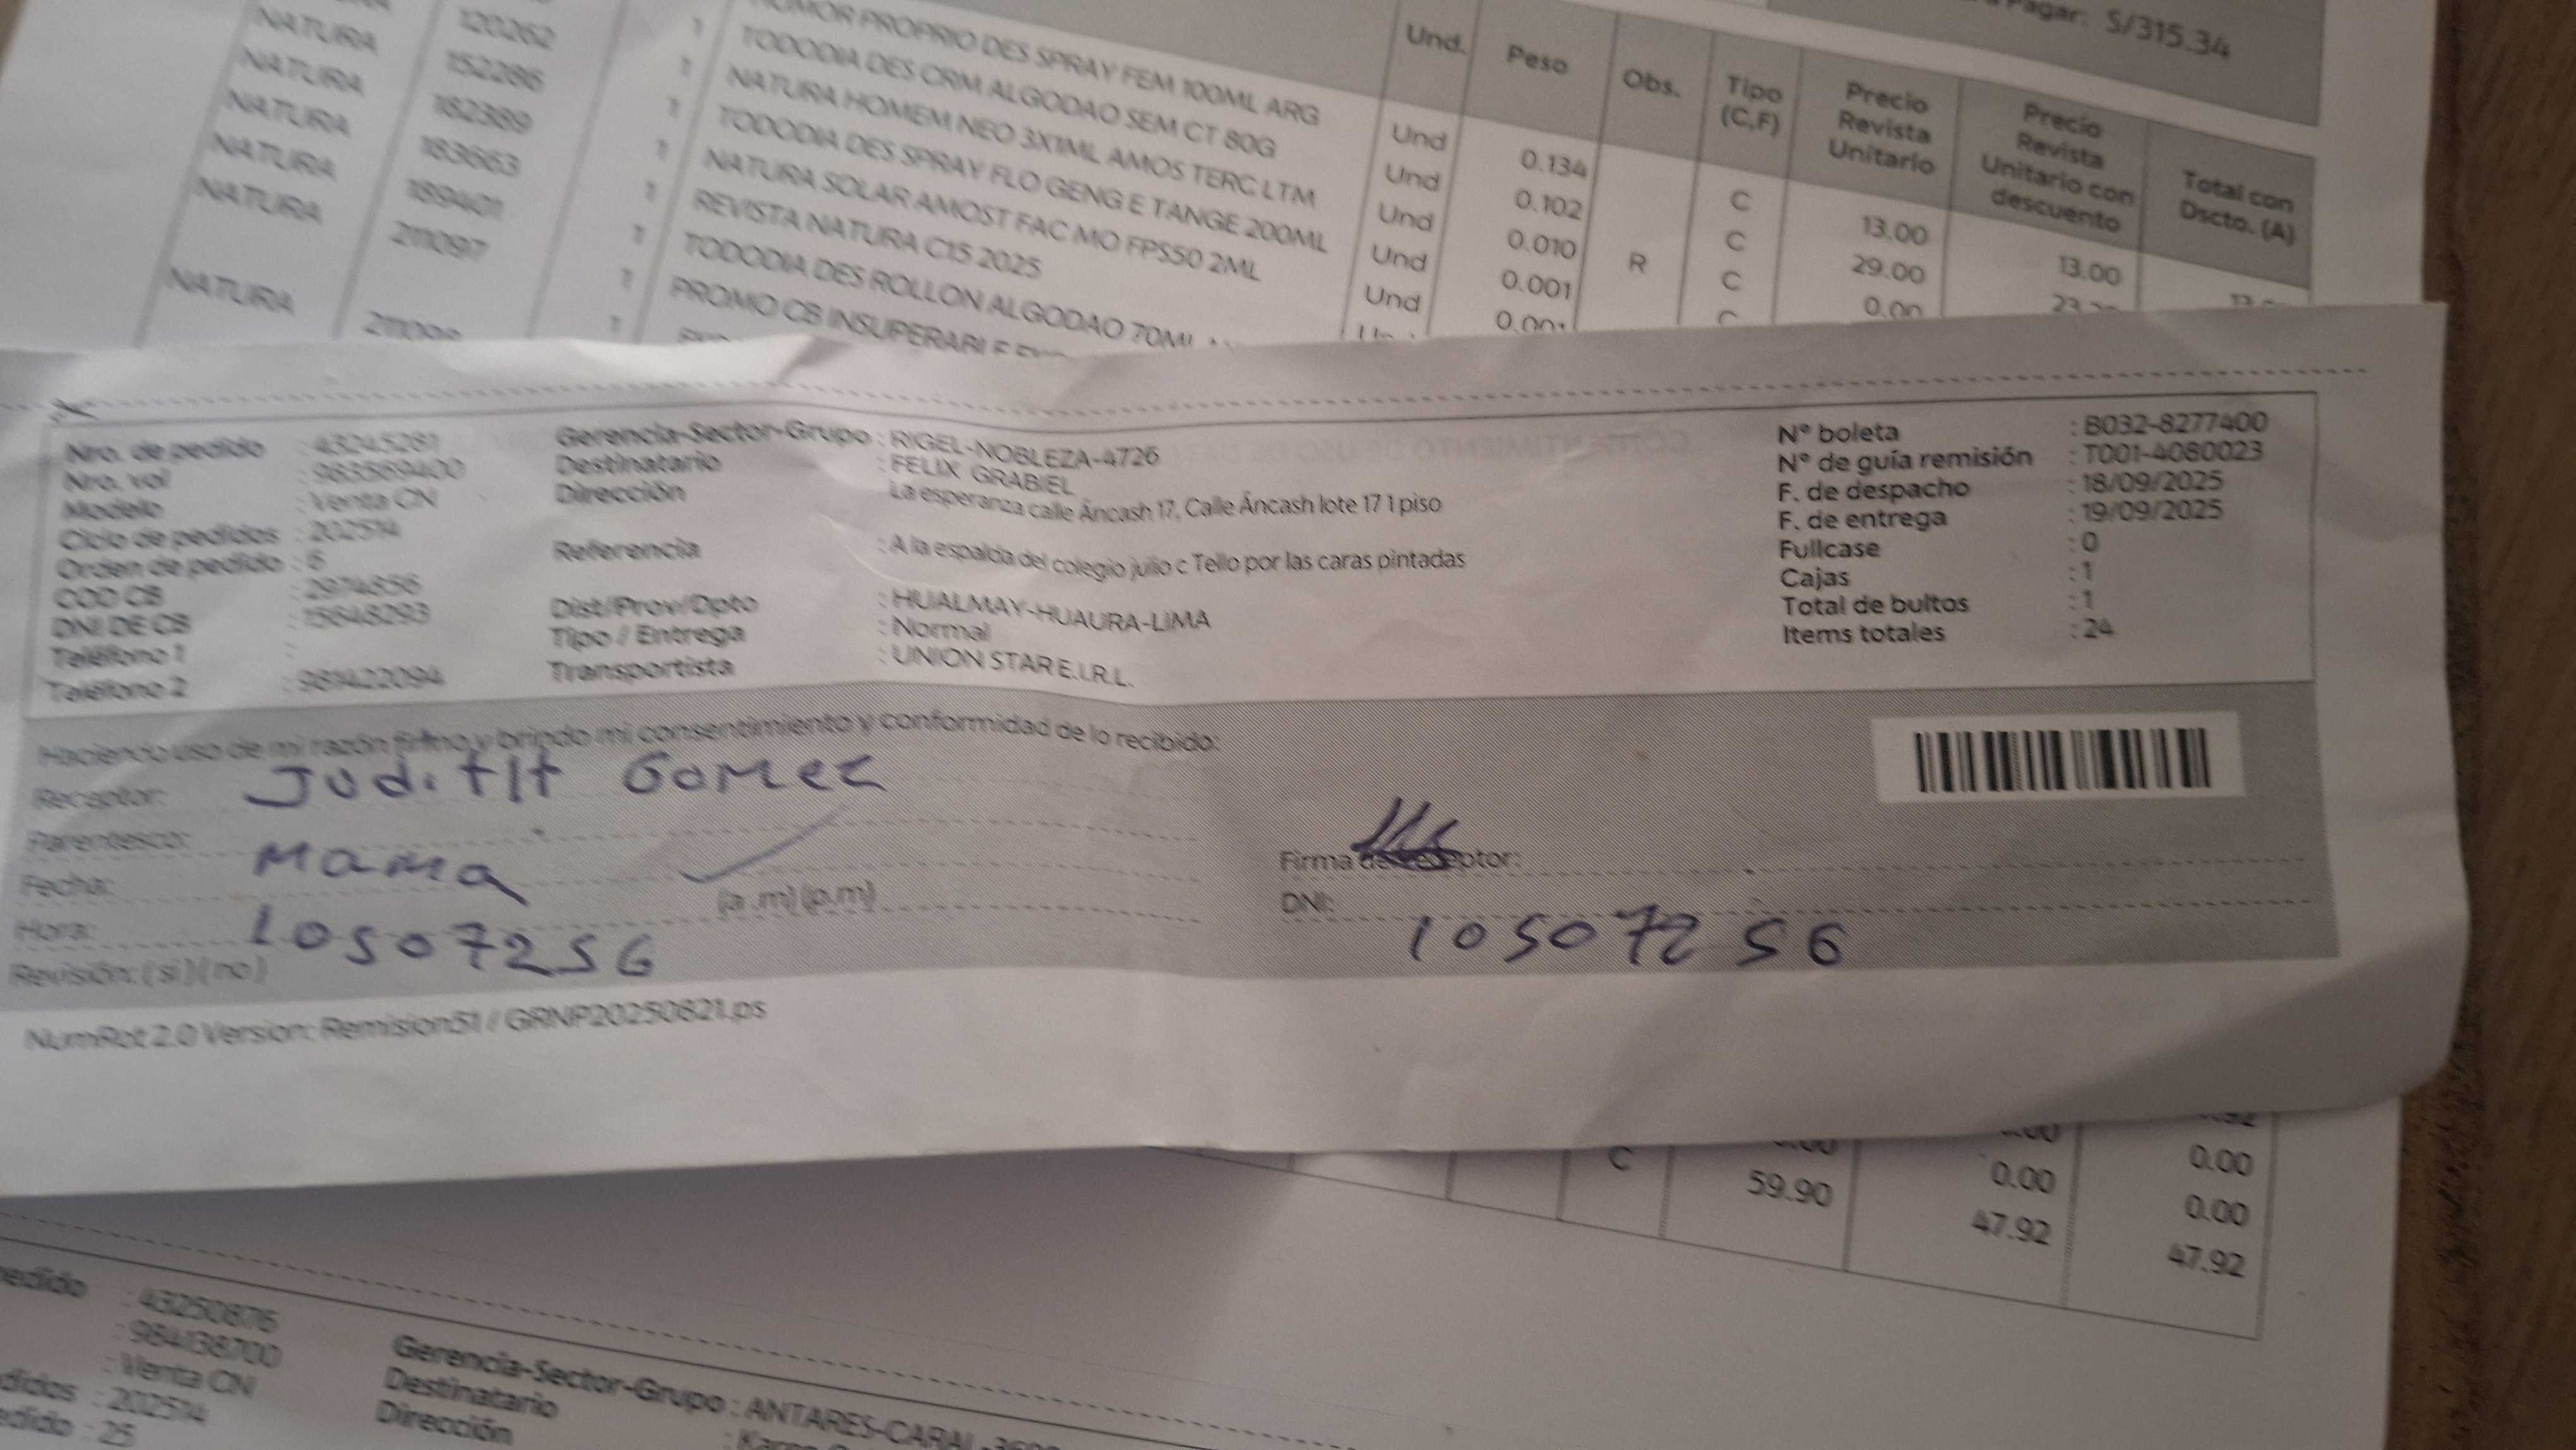 Pagar: S/315.34
Und. Peso Obs. Tipo (C,F) Precio Revista Unitario Precio Revista Unitario con descuento Total con Dscto. (A)
NATURA 120262 1 HUMOR PROPRIO DES SPRAY FEM 100ML ARG Und 0.134 C 13.00 13.00
NATURA 152286 1 TODODIA DES CRM ALGODAO SEM CT 80G Und 0.102 C 29.00
NATURA 182389 1 NATURA HOMEM NEO 3X1ML AMOS TERC LTM Und 0.010 R C 0.00
NATURA 183663 1 TODODIA DES SPRAY FLO GENG E TANGE 200ML Und 0.001
NATURA 189401 1 NATURA SOLAR AMOST FAC MO FPS50 2ML Und
211097 1 REVISTA NATURA C15 2025
NATURA 1 TODODIA DES ROLLON ALGODAO 70ML
1 PROMO CB INSUPERABLE
Nro. de pedido : 43245281
Nro. vol : 983569400
Modelo : Venta CN
Ciclo de pedidos : 202514
Orden de pedido : 6
COD CB : 2974856
DNI DE CB : 15648293
Teléfono 1 :
Teléfono 2 : 981422094
Gerencia-Sector-Grupo : RIGEL-NOBLEZA-4726
Destinatario : FELIX GRABIEL
Dirección La esperanza calle Áncash 17, Calle Áncash lote 17 1 piso
Referencia : A la espalda del colegio julio c Tello por las caras pintadas
Dist/Prov/Dpto : HUALMAY-HUAURA-LIMA
Tipo / Entrega : Normal
Transportista : UNION STAR E.I.R.L.
N° boleta : B032-8277400
N° de guía remisión : T001-4080023
F. de despacho : 18/09/2025
F. de entrega : 19/09/2025
Fullcase : 0
Cajas : 1
Total de bultos : 1
Items totales : 24
Haciendo uso de mi razón firmo y brindo mi consentimiento y conformidad de lo recibido:
Receptor: Judith Gomez
Parentesco: Mama
Fecha: (a.m) (p.m)
Hora: 10507256
Revisión: (si) (no)
Firma de receptor:
DNI: 10507256
NumRot 2.0 Version: Remision51 / GRNP20250821.ps
0.00 0.00
C 0.00 0.00
59.90 47.92 47.92
pedido : 43250876
: 984138700
: Venta CN
didos : 202514
edido : 25
Gerencia-Sector-Grupo : ANTARES-CARAL
Destinatario
Dirección